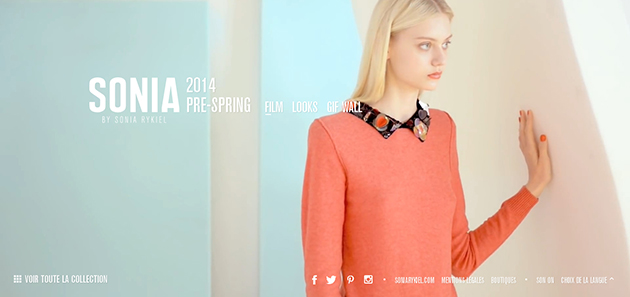 SONIA
BY SONIA RYKIEL
2014
PRE-SPRING
FILM LOOKS GIF WALL
VOIR TOUTE LA COLLECTION
SONIARYKIEL.COM MENTIONS LÉGALES BOUTIQUES • SON ON CHOIX DE LA LANGUE